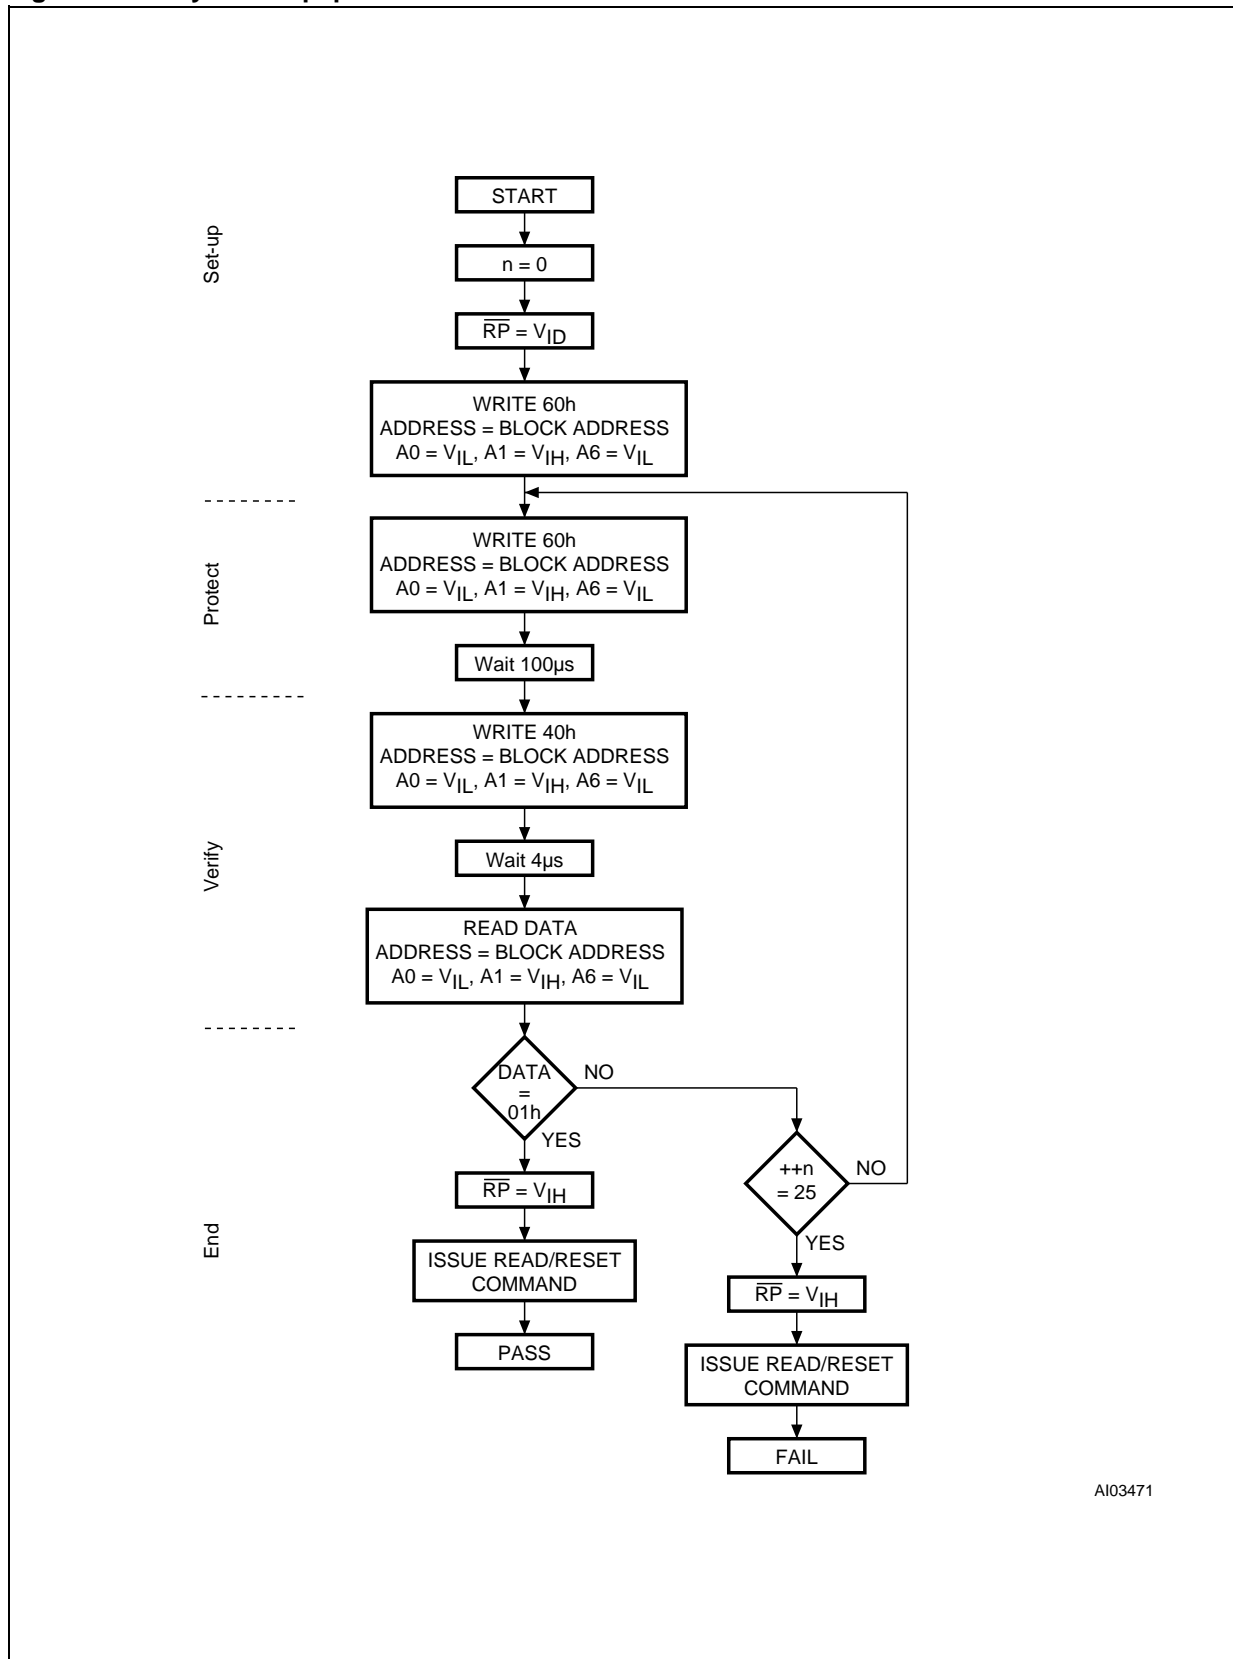 START
Set-up
n = 0
RP = VID
WRITE 60h
ADDRESS = BLOCK ADDRESS
A0 = VIL, A1 = VIH, A6 = VIL
Protect
WRITE 60h
ADDRESS = BLOCK ADDRESS
A0 = VIL, A1 = VIH, A6 = VIL
Wait 100µs
WRITE 40h
ADDRESS = BLOCK ADDRESS
A0 = VIL, A1 = VIH, A6 = VIL
Verify
Wait 4µs
READ DATA
ADDRESS = BLOCK ADDRESS
A0 = VIL, A1 = VIH, A6 = VIL
DATA
=
01h
NO
YES
++n
= 25
NO
YES
End
RP = VIH
ISSUE READ/RESET
COMMAND
PASS
RP = VIH
ISSUE READ/RESET
COMMAND
FAIL
AI03471